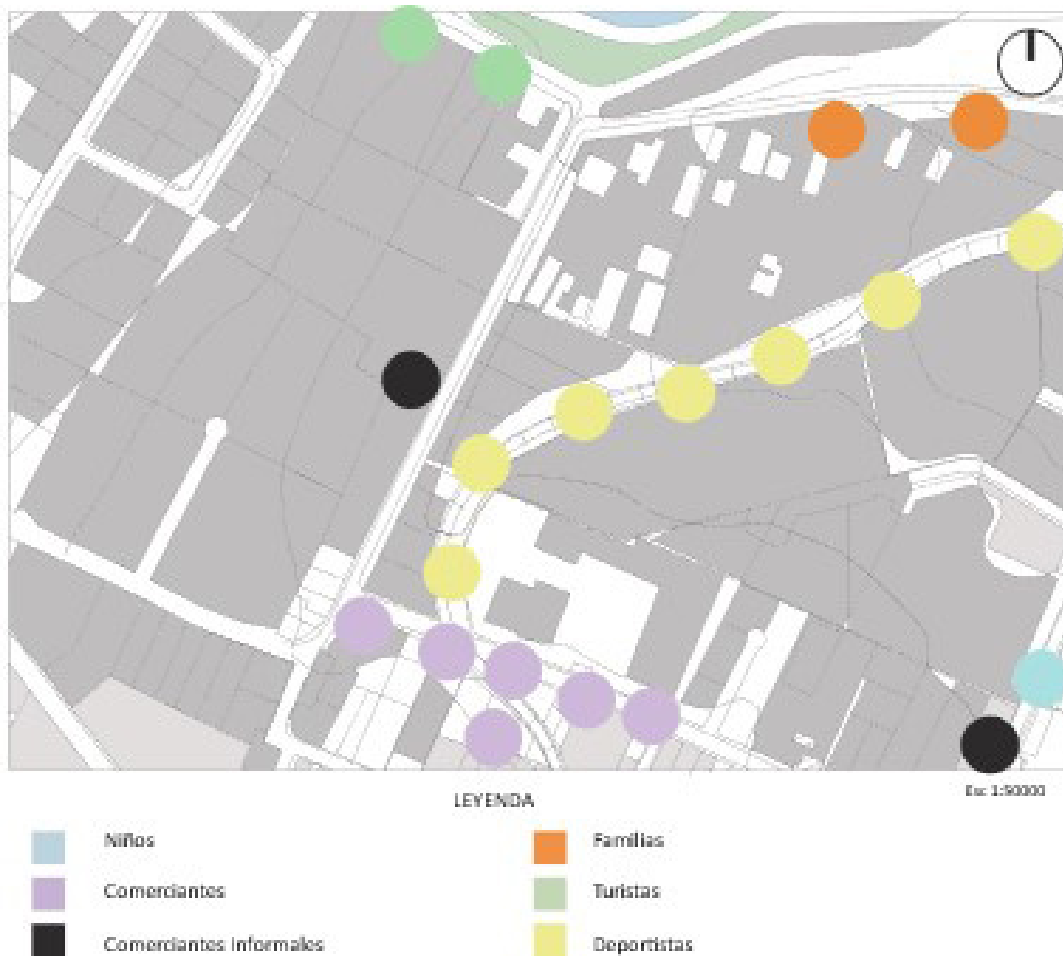 Esc 1:50000
LEYENDA
Niños
Comerciantes
Comerciantes Informales
Familias
Turistas
Deportistas